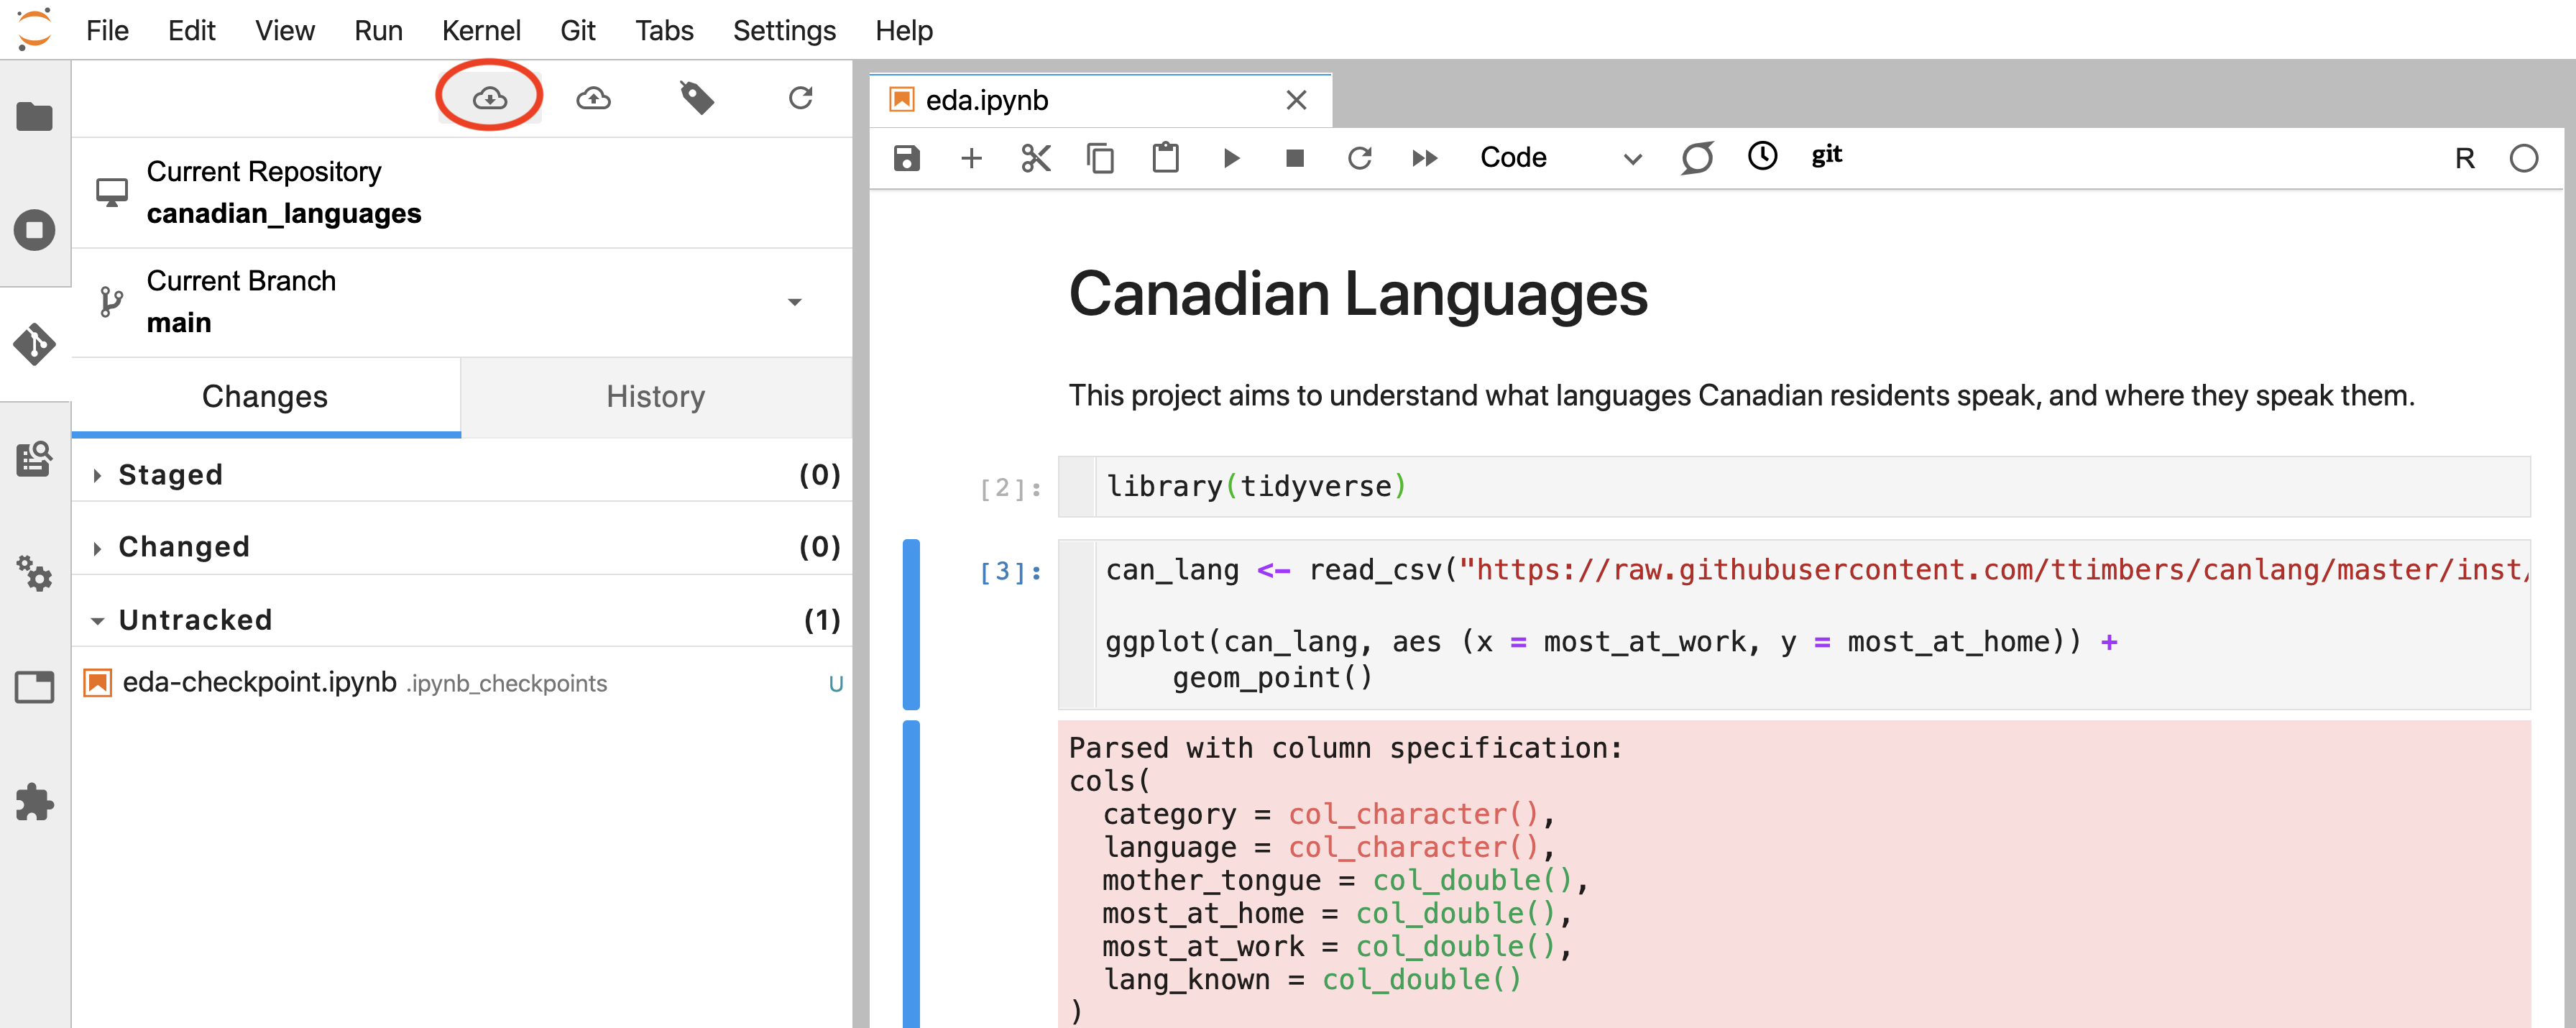 File Edit View Run Kernel Git Tabs Settings Help
Current Repository
canadian_languages
Current Branch
main
Changes History
Staged (0)
Changed (0)
Untracked (1)
eda-checkpoint.ipynb .ipynb_checkpoints U
eda.ipynb
Code git R
Canadian Languages
This project aims to understand what languages Canadian residents speak, and where they speak them.
[2]: library(tidyverse)
[3]: can_lang <- read_csv("https://raw.githubusercontent.com/ttimbers/canlang/master/inst/
ggplot(can_lang, aes (x = most_at_work, y = most_at_home)) +
    geom_point()
Parsed with column specification:
cols(
  category = col_character(),
  language = col_character(),
  mother_tongue = col_double(),
  most_at_home = col_double(),
  most_at_work = col_double(),
  lang_known = col_double()
)